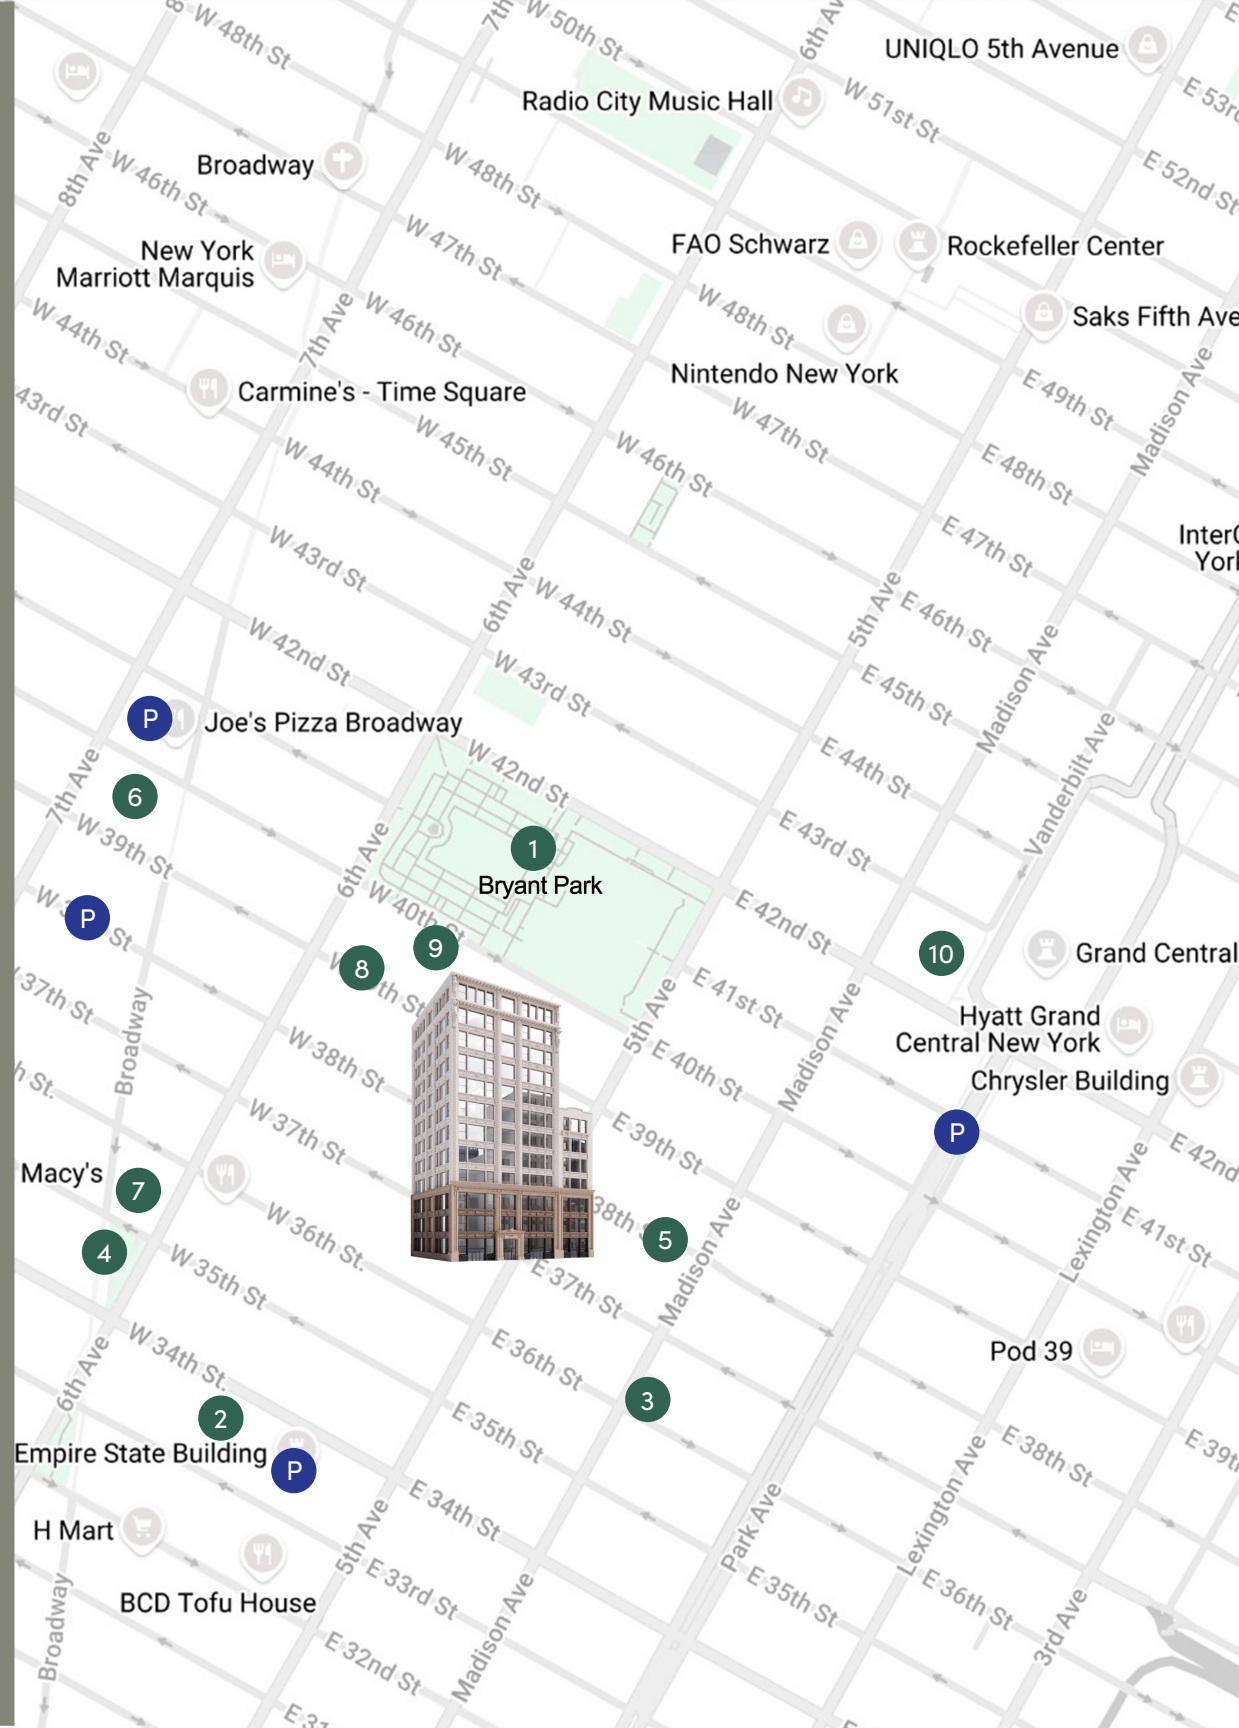 W 48th St
7th
W 50th St
6th Av
UNIQLO 5th Avenue
Radio City Music Hall
W 51st St
E 53rd
8th Ave
Broadway
W 46th St
W 48th St
E 52nd St
New York
Marriott Marquis
W 47th St
FAO Schwarz
Rockefeller Center
W 44th St
7th Ave
W 46th St
W 48th St
Saks Fifth Ave
Nintendo New York
Madison Ave
43rd St
Carmine's - Time Square
W 45th St
W 47th St
E 49th St
W 44th St
W 46th St
E 48th St
W 43rd St
6th Ave
W 44th St
5th Ave
E 47th St
E 46th St
W 42nd St
W 43rd St
E 45th St
Madison Ave
P
Joe's Pizza Broadway
W 42nd St
E 44th St
Vanderbilt Ave
7th Ave
6
W 39th St
6th Ave
1
Bryant Park
E 43rd St
P
St
W 40th St
9
8
E 42nd St
10
Grand Central
37th St
Broadway
th St
5th Ave
E 41st St
Madison Ave
Hyatt Grand
Central New York
W 38th St
E 40th St
Chrysler Building
h St.
W 37th St
E 39th St
P
E 42nd
Macy's
7
W 36th St.
38th
5
Madison Ave
Lexington Ave
E 41st St
4
W 35th St
E 37th St
W 34th St.
6th Ave
E 36th St
Pod 39
2
3
Empire State Building
P
E 35th St
E 38th St
E 39t
H Mart
5th Ave
E 34th St
Park Ave
Lexington Ave
BCD Tofu House
E 33rd St
E 35th St
E 36th St
3rd Ave
Broadway
E 32nd St
Madison Ave
E 31